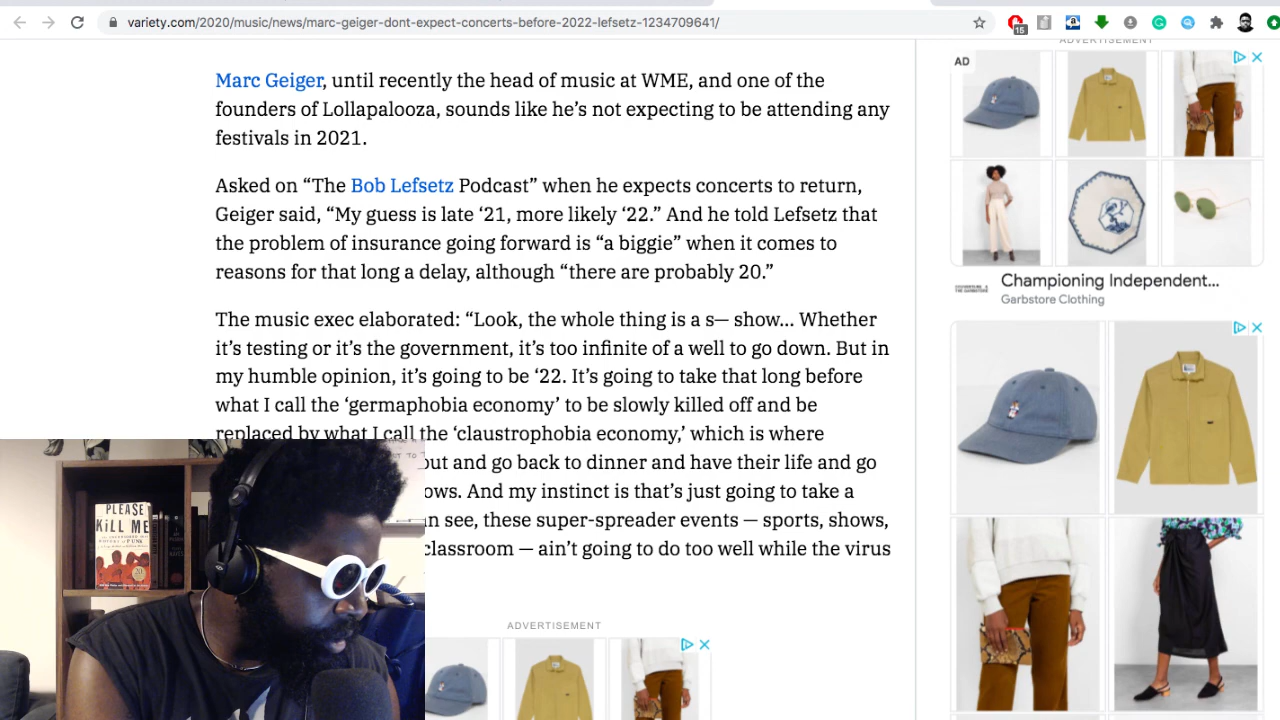 variety.com/2020/music/news/marc-geiger-dont-expect-concerts-before-2022-lefsetz-1234709641/
15
Marc Geiger, until recently the head of music at WME, and one of the
founders of Lollapalooza, sounds like he’s not expecting to be attending any
festivals in 2021.
Asked on “The Bob Lefsetz Podcast” when he expects concerts to return,
Geiger said, “My guess is late ‘21, more likely ‘22.” And he told Lefsetz that
the problem of insurance going forward is “a biggie” when it comes to
reasons for that long a delay, although “there are probably 20.”
The music exec elaborated: “Look, the whole thing is a s— show… Whether
it’s testing or it’s the government, it’s too infinite of a well to go down. But in
my humble opinion, it’s going to be ‘22. It’s going to take that long before
what I call the ‘germaphobia economy’ to be slowly killed off and be
replaced by what I call the ‘claustrophobia economy,’ which is where
out and go back to dinner and have their life and go
ows. And my instinct is that’s just going to take a
n see, these super-spreader events — sports, shows,
classroom — ain’t going to do too well while the virus
ADVERTISEMENT
ADVERTISEMENT
AD
Championing Independent...
Garbstore Clothing
PLEASE
KiLL ME